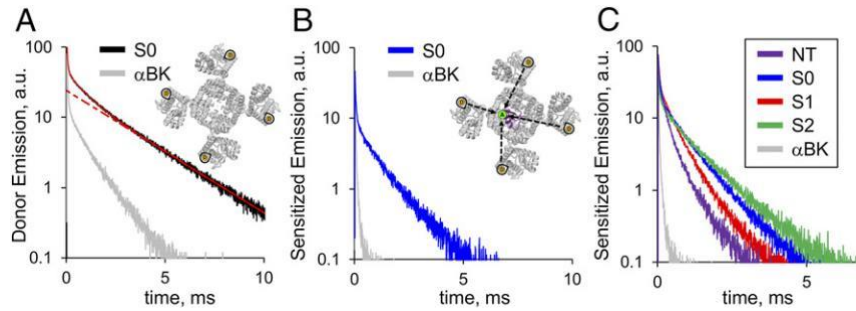 A
Donor Emission, a.u.
100
10
1
0.1
0
5
10
time, ms
S0
αBK
B
Sensitized Emission, a.u.
100
10
1
0.1
0
5
10
time, ms
S0
αBK
C
Sensitized Emission, a.u.
100
10
1
0.1
0
5
time, ms
NT
S0
S1
S2
αBK